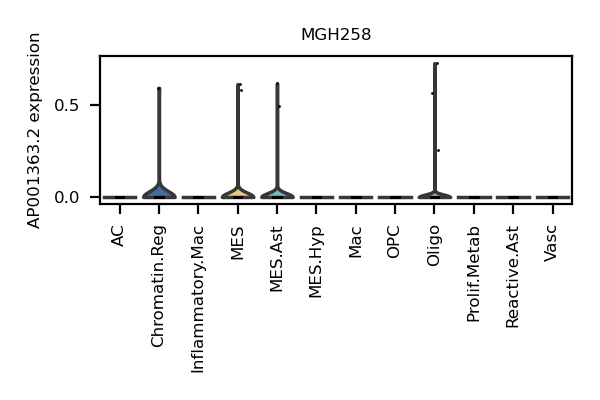 MGH258
AP001363.2 expression
0.5
0.0
AC
Chromatin.Reg
Inflammatory.Mac
MES
MES.Ast
MES.Hyp
Mac
OPC
Oligo
Prolif.Metab
Reactive.Ast
Vasc